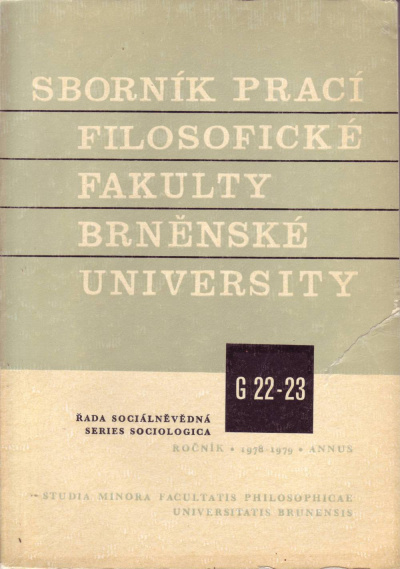 SBORNÍK PRACÍ
FILOSOFICKÉ
FAKULTY
BRNĚNSKÉ
UNIVERSITY
G 22-23
ŘADA SOCIÁLNĚVĚDNÁ
SERIES SOCIOLOGICA
ROČNÍK • 1978-1979 • ANNUS
STUDIA MINORA FACULTATIS PHILOSOPHICAE
UNIVERSITATIS BRUNENSIS